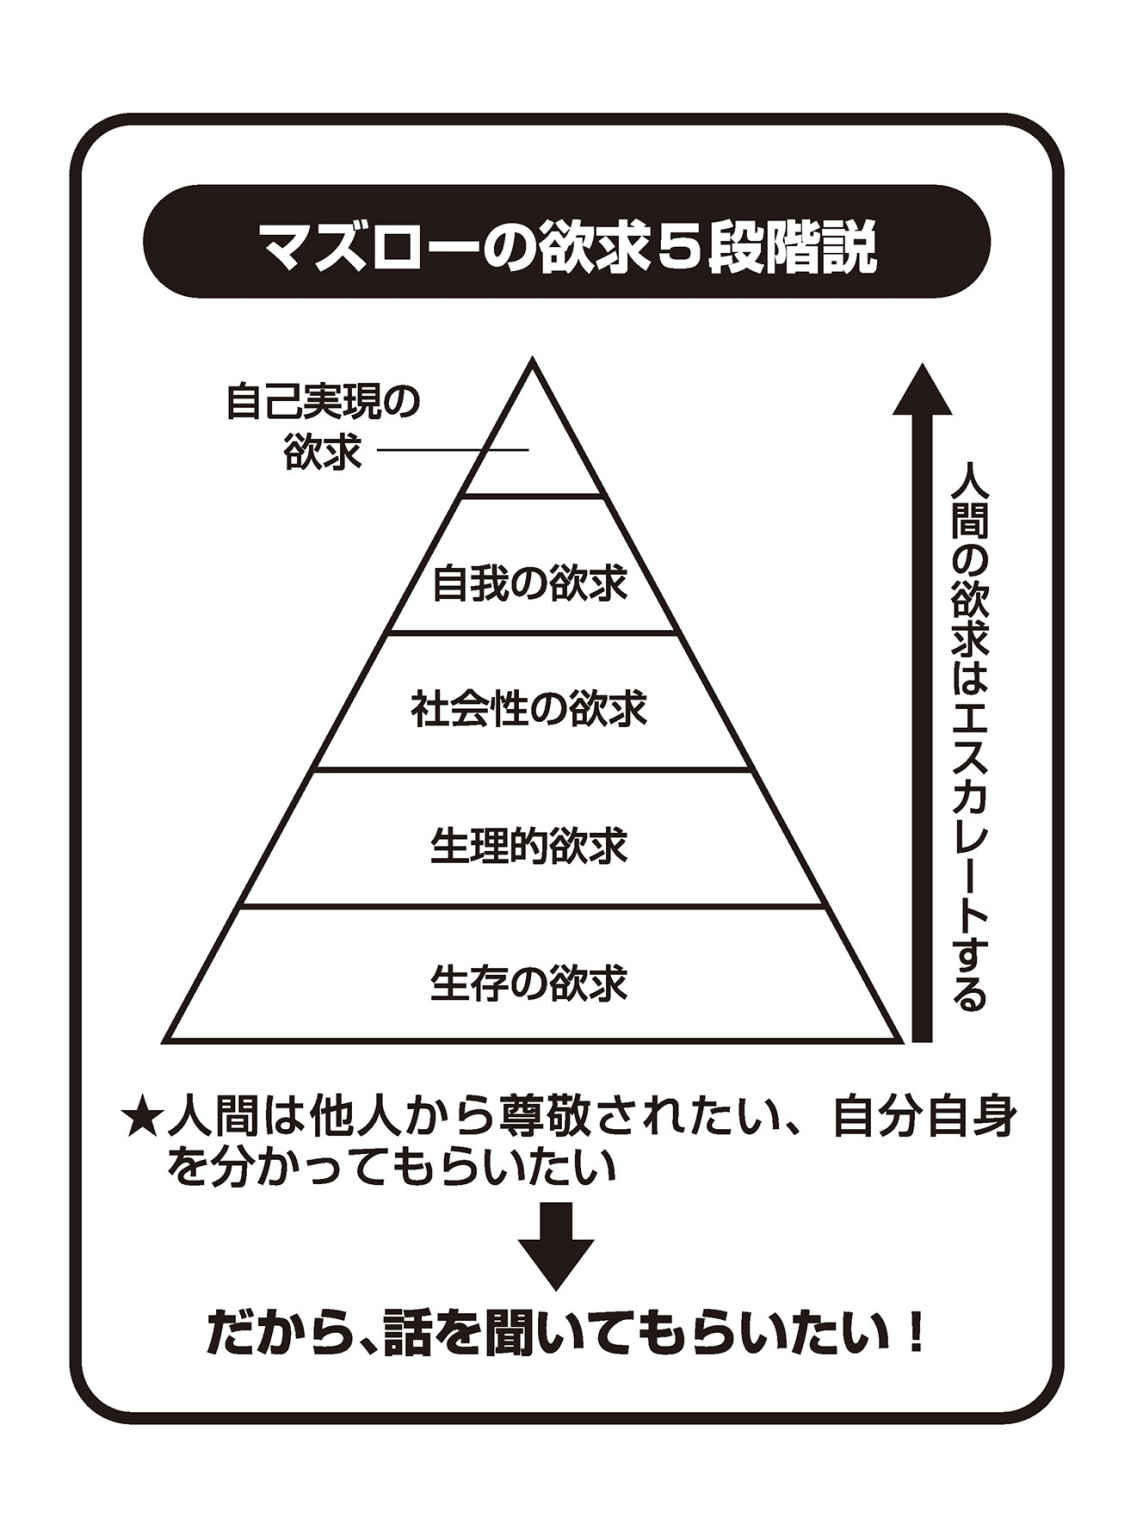 マズローの欲求5段階説
自己実現の
欲求
自我の欲求
社会性の欲求
生理的欲求
生存の欲求
人間の欲求はエスカレートする
★人間は他人から尊敬されたい、自分自身
を分かってもらいたい
だから、話を聞いてもらいたい！